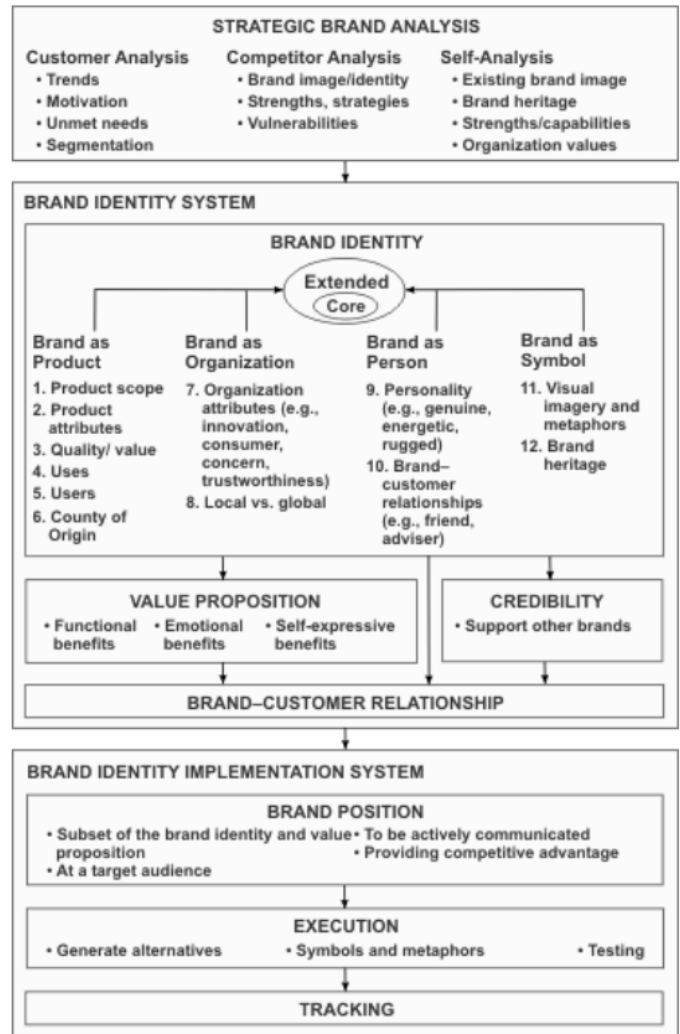 STRATEGIC BRAND ANALYSIS
Customer Analysis
• Trends
• Motivation
• Unmet needs
• Segmentation
Competitor Analysis
• Brand image/identity
• Strengths, strategies
• Vulnerabilities
Self-Analysis
• Existing brand image
• Brand heritage
• Strengths/capabilities
• Organization values
BRAND IDENTITY SYSTEM
BRAND IDENTITY
Extended
Core
Brand as
Product
1. Product scope
2. Product
attributes
3. Quality/ value
4. Uses
5. Users
6. County of
Origin
Brand as
Organization
7. Organization
attributes (e.g.,
innovation,
consumer,
concern,
trustworthiness)
8. Local vs. global
Brand as
Person
9. Personality
(e.g., genuine,
energetic,
rugged)
10. Brand–
customer
relationships
(e.g., friend,
adviser)
Brand as
Symbol
11. Visual
imagery and
metaphors
12. Brand
heritage
VALUE PROPOSITION
• Functional
benefits
• Emotional
benefits
• Self-expressive
benefits
CREDIBILITY
• Support other brands
BRAND–CUSTOMER RELATIONSHIP
BRAND IDENTITY IMPLEMENTATION SYSTEM
BRAND POSITION
• Subset of the brand identity and value
proposition
• At a target audience
• To be actively communicated
• Providing competitive advantage
EXECUTION
• Generate alternatives
• Symbols and metaphors
• Testing
TRACKING